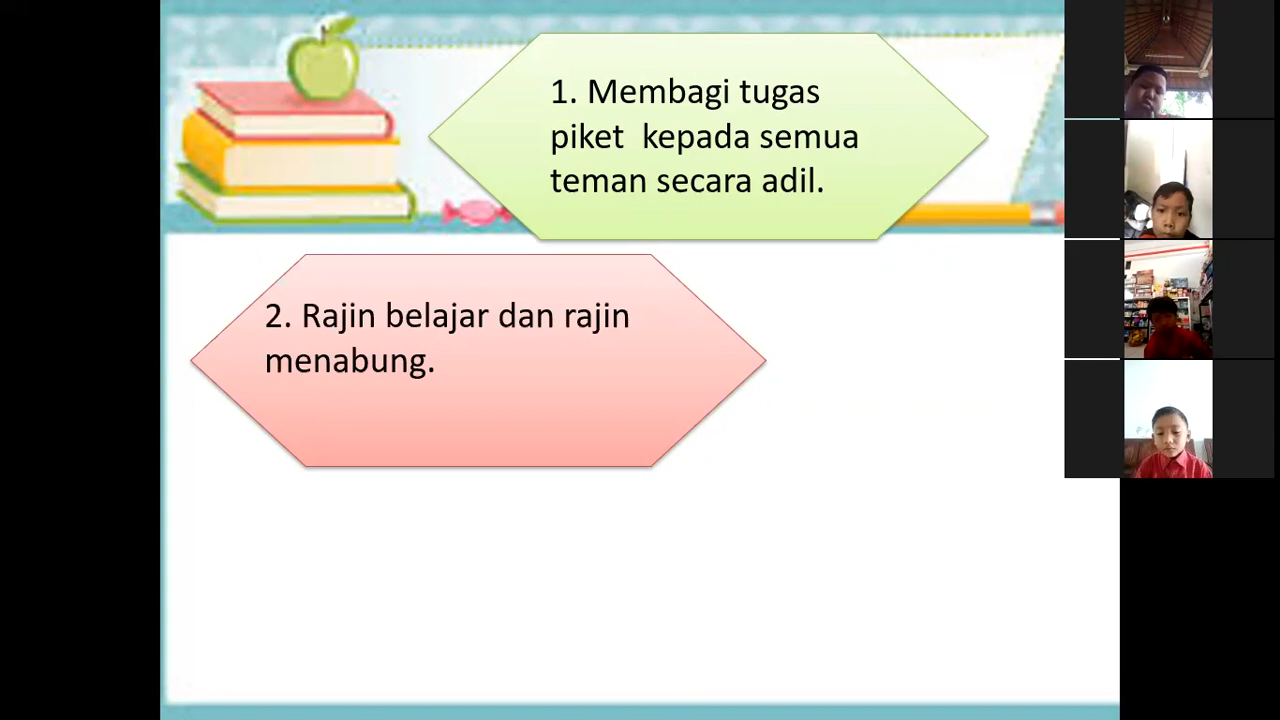 1. Membagi tugas
piket  kepada semua
teman secara adil.
2. Rajin belajar dan rajin
menabung.